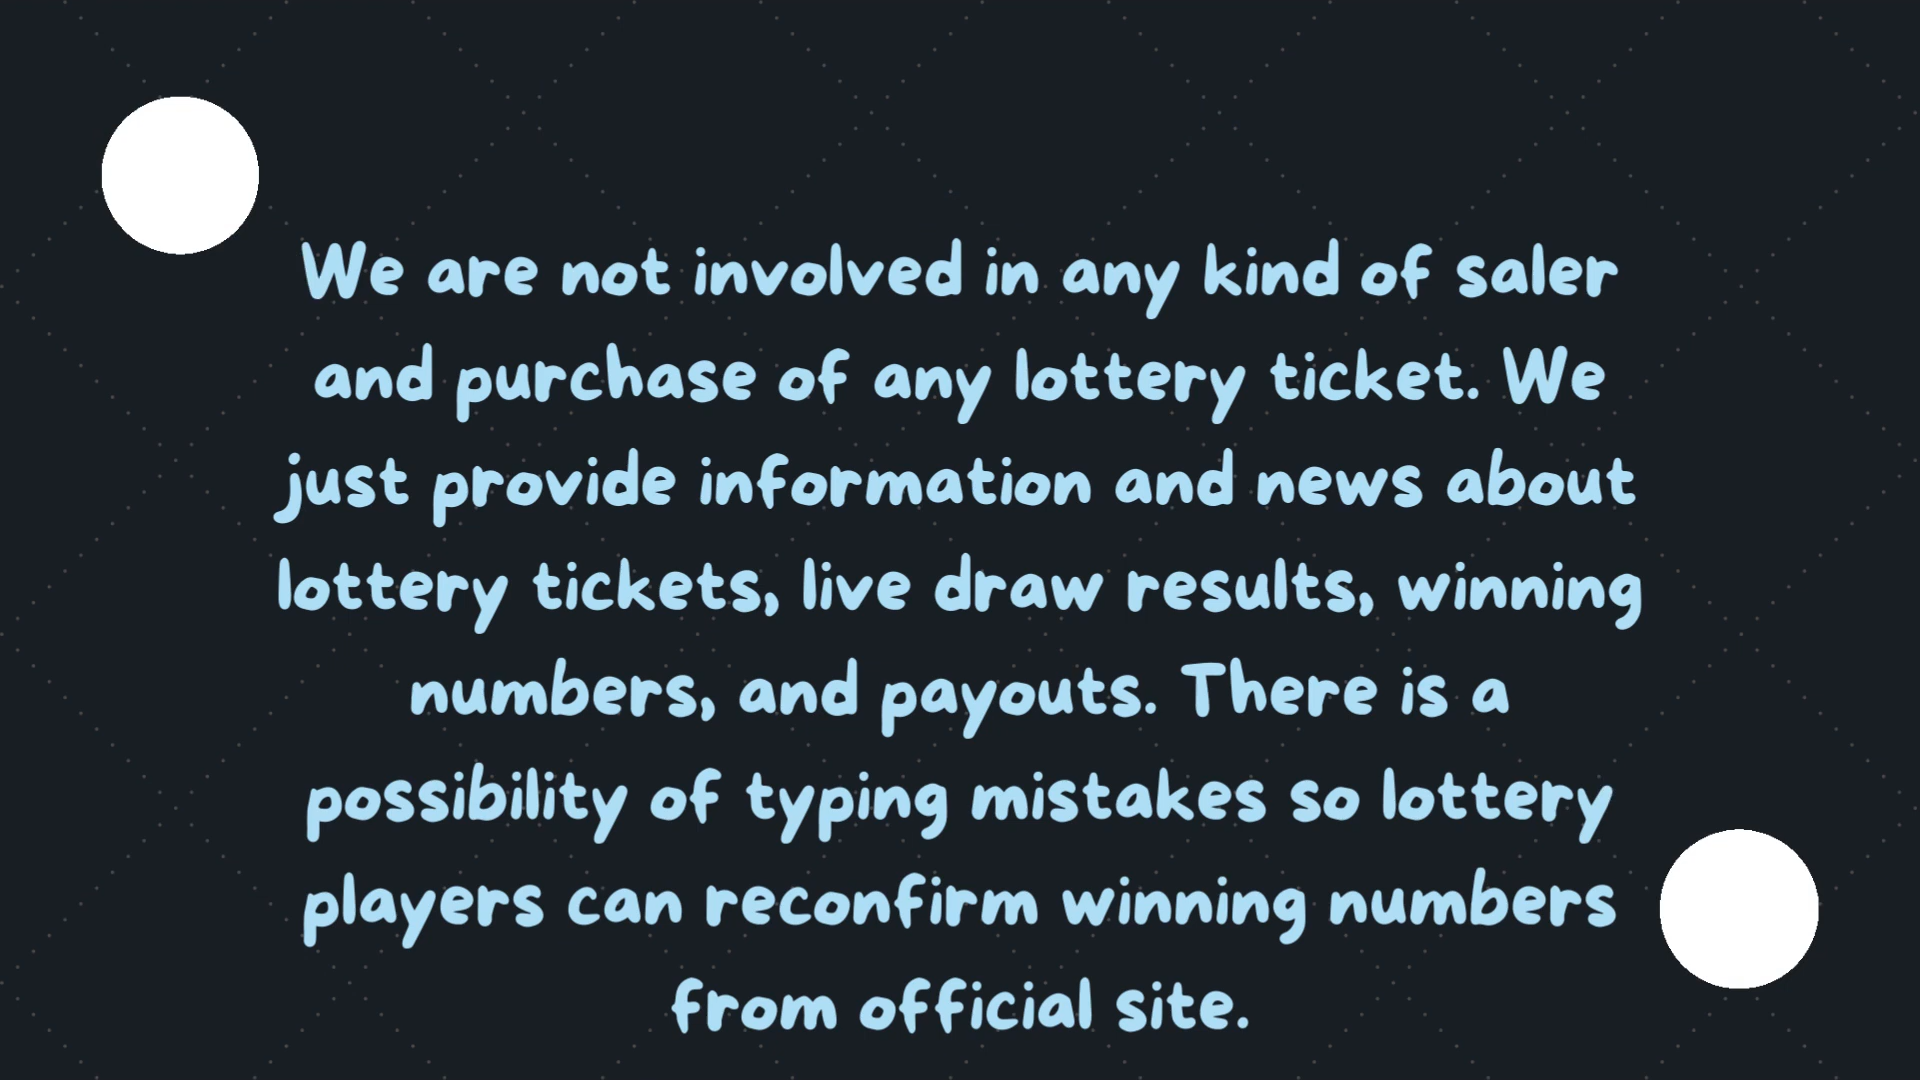 We are not involved in any kind of saler
and purchase of any lottery ticket. We
just provide information and news about
lottery tickets, live draw results, winning
numbers, and payouts. There is a
possibility of typing mistakes so lottery
players can reconfirm winning numbers
from official site.